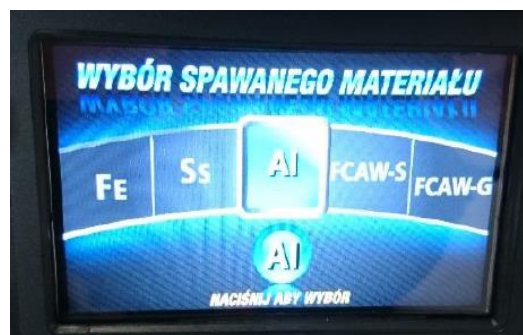 WYBÓR SPAWANEGO MATERIAŁU
FE SS Al FCAW-S FCAW-G
Al
NACIŚNIJ ABY WYBÓR